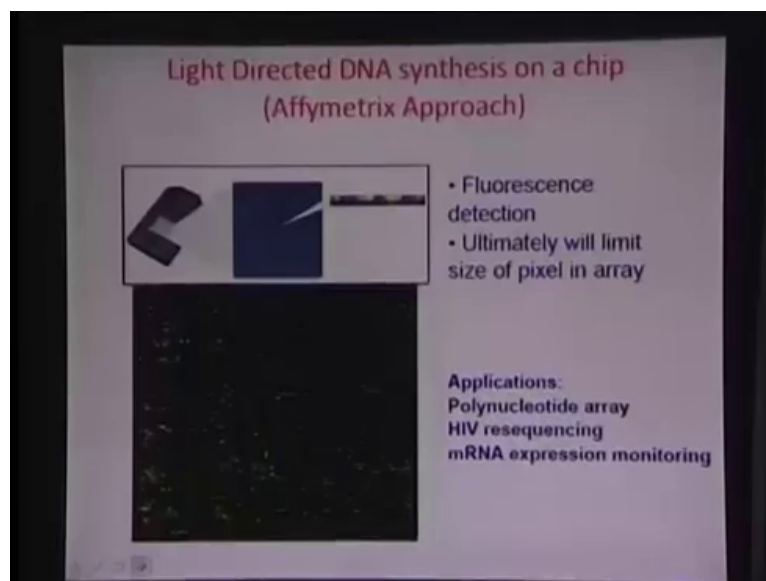 Light Directed DNA synthesis on a chip
(Affymetrix Approach)
• Fluorescence
detection
• Ultimately will limit
size of pixel in array
Applications:
Polynucleotide array
HIV resequencing
mRNA expression monitoring